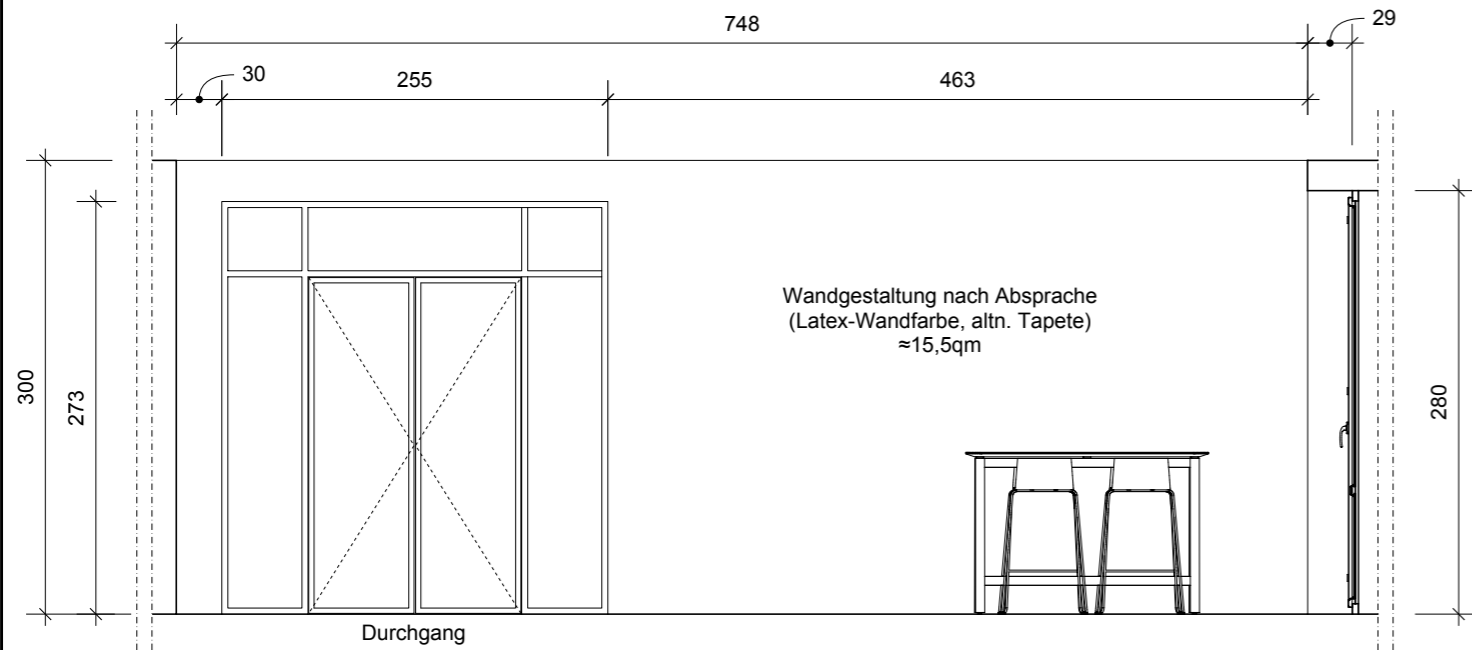 748
29
30
255
463
Wandgestaltung nach Absprache
(Latex-Wandfarbe, altn. Tapete)
≈15,5qm
300
273
280
Durchgang